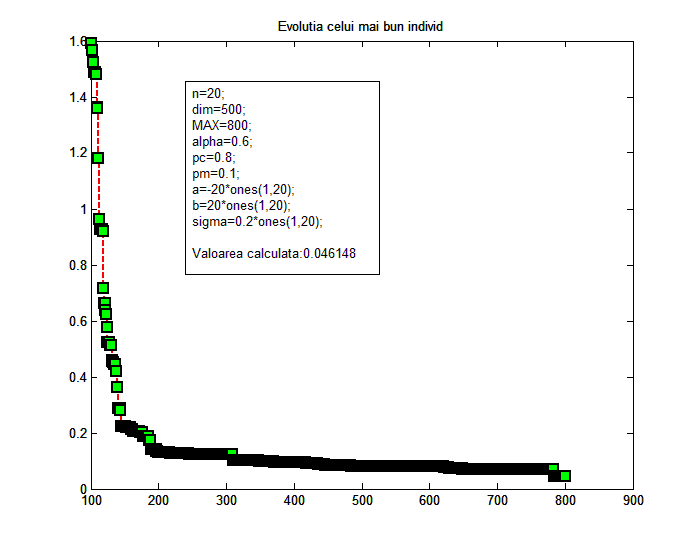 Evolutia celui mai bun individ
1.6
1.4
1.2
1
0.8
0.6
0.4
0.2
0
n=20;
dim=500;
MAX=800;
alpha=0.6;
pc=0.8;
pm=0.1;
a=-20*ones(1,20);
b=20*ones(1,20);
sigma=0.2*ones(1,20);
Valoarea calculata:0.046148
100 200 300 400 500 600 700 800 900